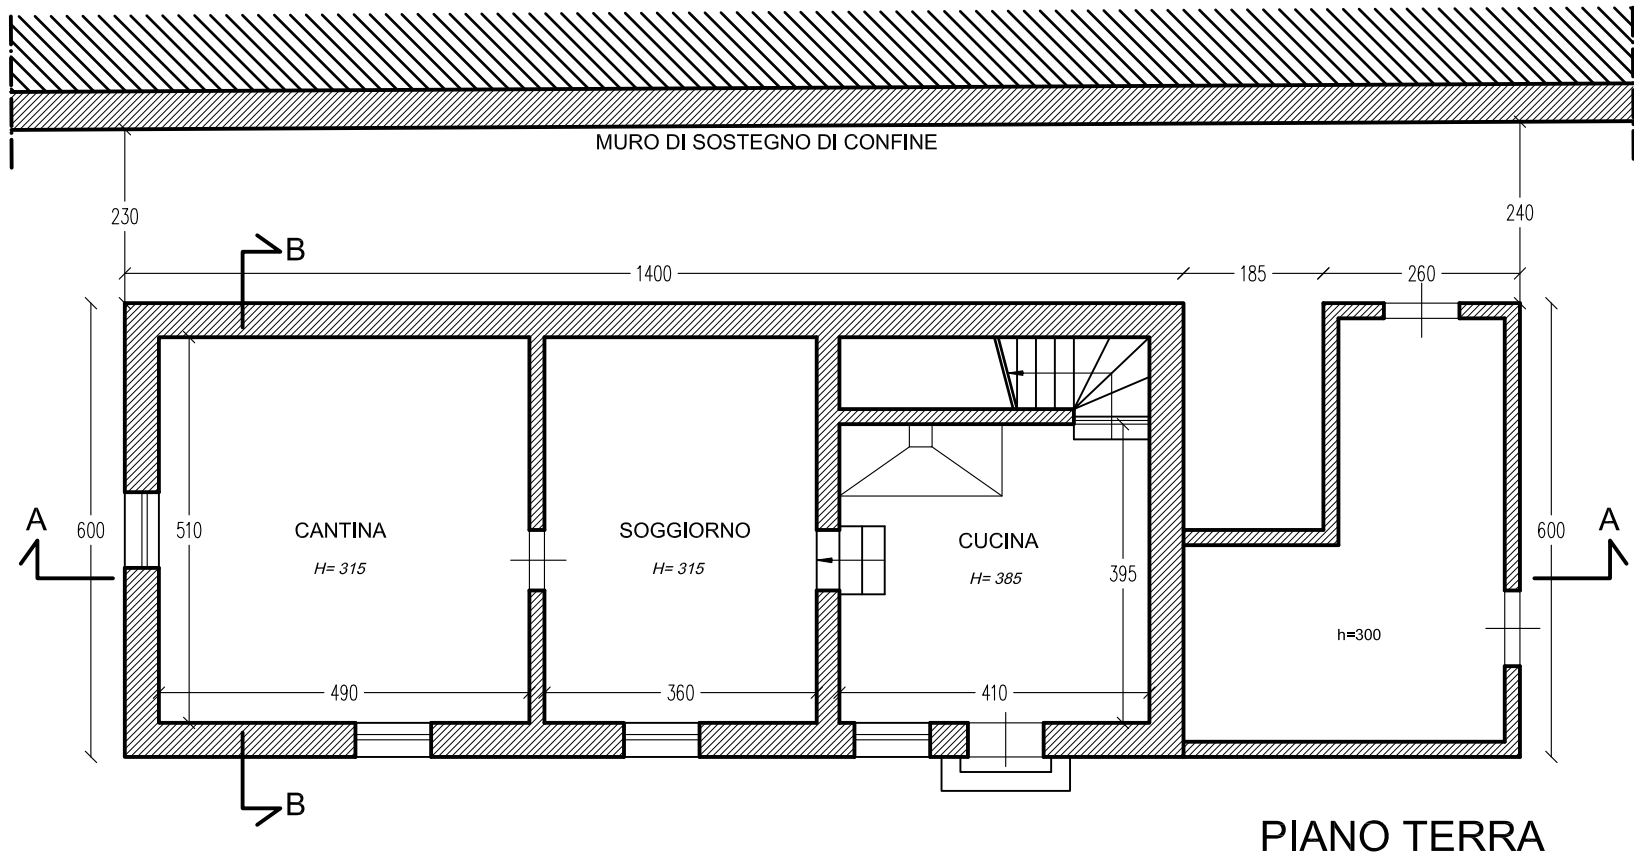 MURO DI SOSTEGNO DI CONFINE
230
240
B
1400
185
260
A
600
510
CANTINA
H= 315
SOGGIORNO
H= 315
CUCINA
H= 385
395
h=300
600
A
490
360
410
B
PIANO TERRA